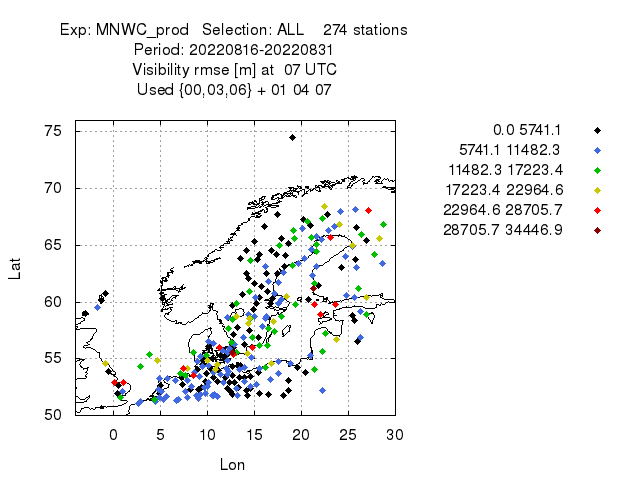 Exp: MNWC_prod   Selection: ALL    274 stations
Period: 20220816-20220831
Visibility rmse [m] at  07 UTC
Used {00,03,06} + 01 04 07
75
70
65
60
55
50
0 5 10 15 20 25 30
Lat
Lon
0.0 5741.1
5741.1 11482.3
11482.3 17223.4
17223.4 22964.6
22964.6 28705.7
28705.7 34446.9